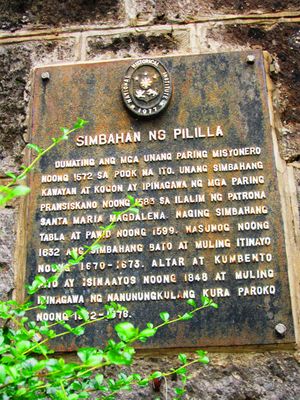 HISTORICAL INSTITUTE
SIMBAHAN NG PILILLA
DUMATING ANG MGA UNANG PARING MISYONERO
NOONG 1572 SA POOK NA ITO. UNANG SIMBAHANG
KAWAYAN AT KOGON AY IPINAGAWA NG MGA PARING
PRANSISKANO NOONG 1583 SA ILALIM NG PATRONA
SANTA MARIA MAGDALENA. NAGING SIMBAHANG
TABLA AT PAWID NOONG 1599. NASUNOG NOONG
1632 ANG SIMBAHANG BATO AT MULING ITINAYO
NOONG 1670-1673. ALTAR AT KUMBENTO
NITO AY ISINAAYOS NOONG 1848 AT MULING
IPINAGAWA NG NANUNUNGKULANG KURA PAROKO
NOONG